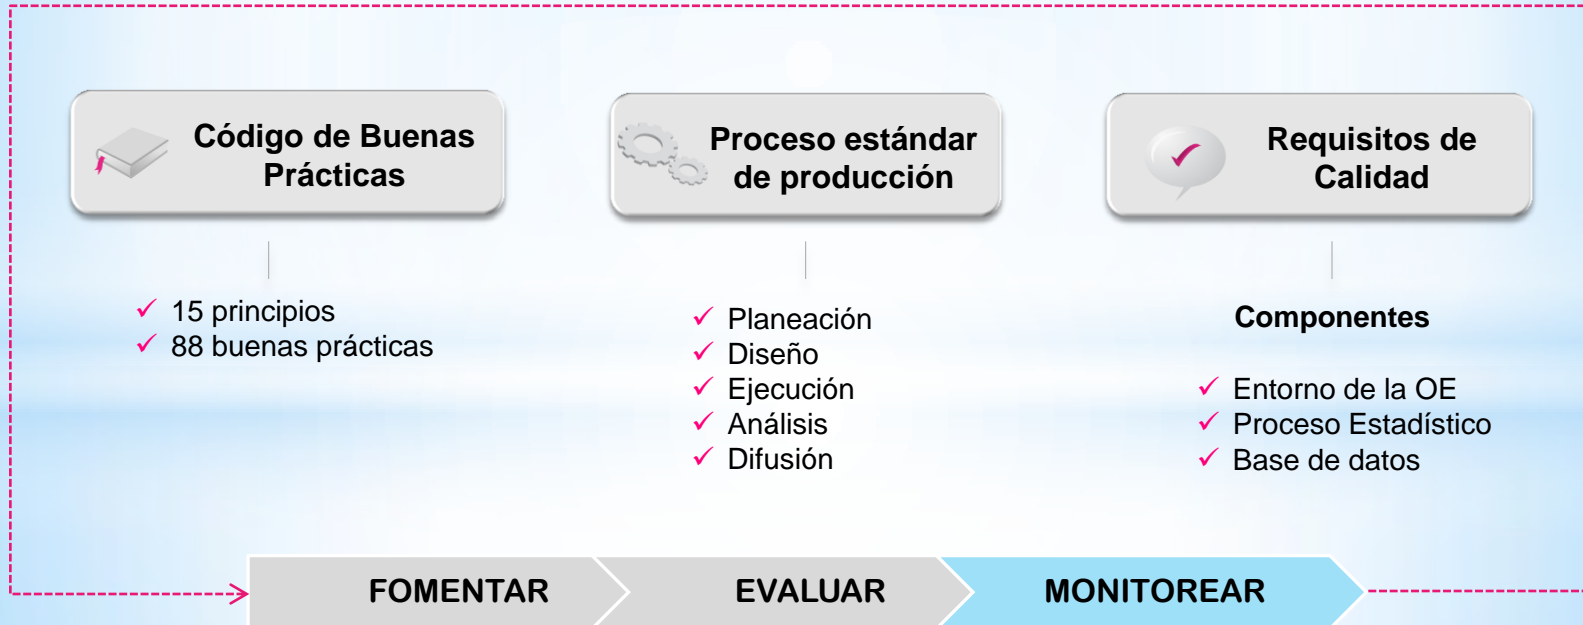 Código de Buenas
Prácticas
15 principios
88 buenas prácticas
Proceso estándar
de producción
Planeación
Diseño
Ejecución
Análisis
Difusión
Requisitos de
Calidad
Componentes
Entorno de la OE
Proceso Estadístico
Base de datos
FOMENTAR
EVALUAR
MONITOREAR